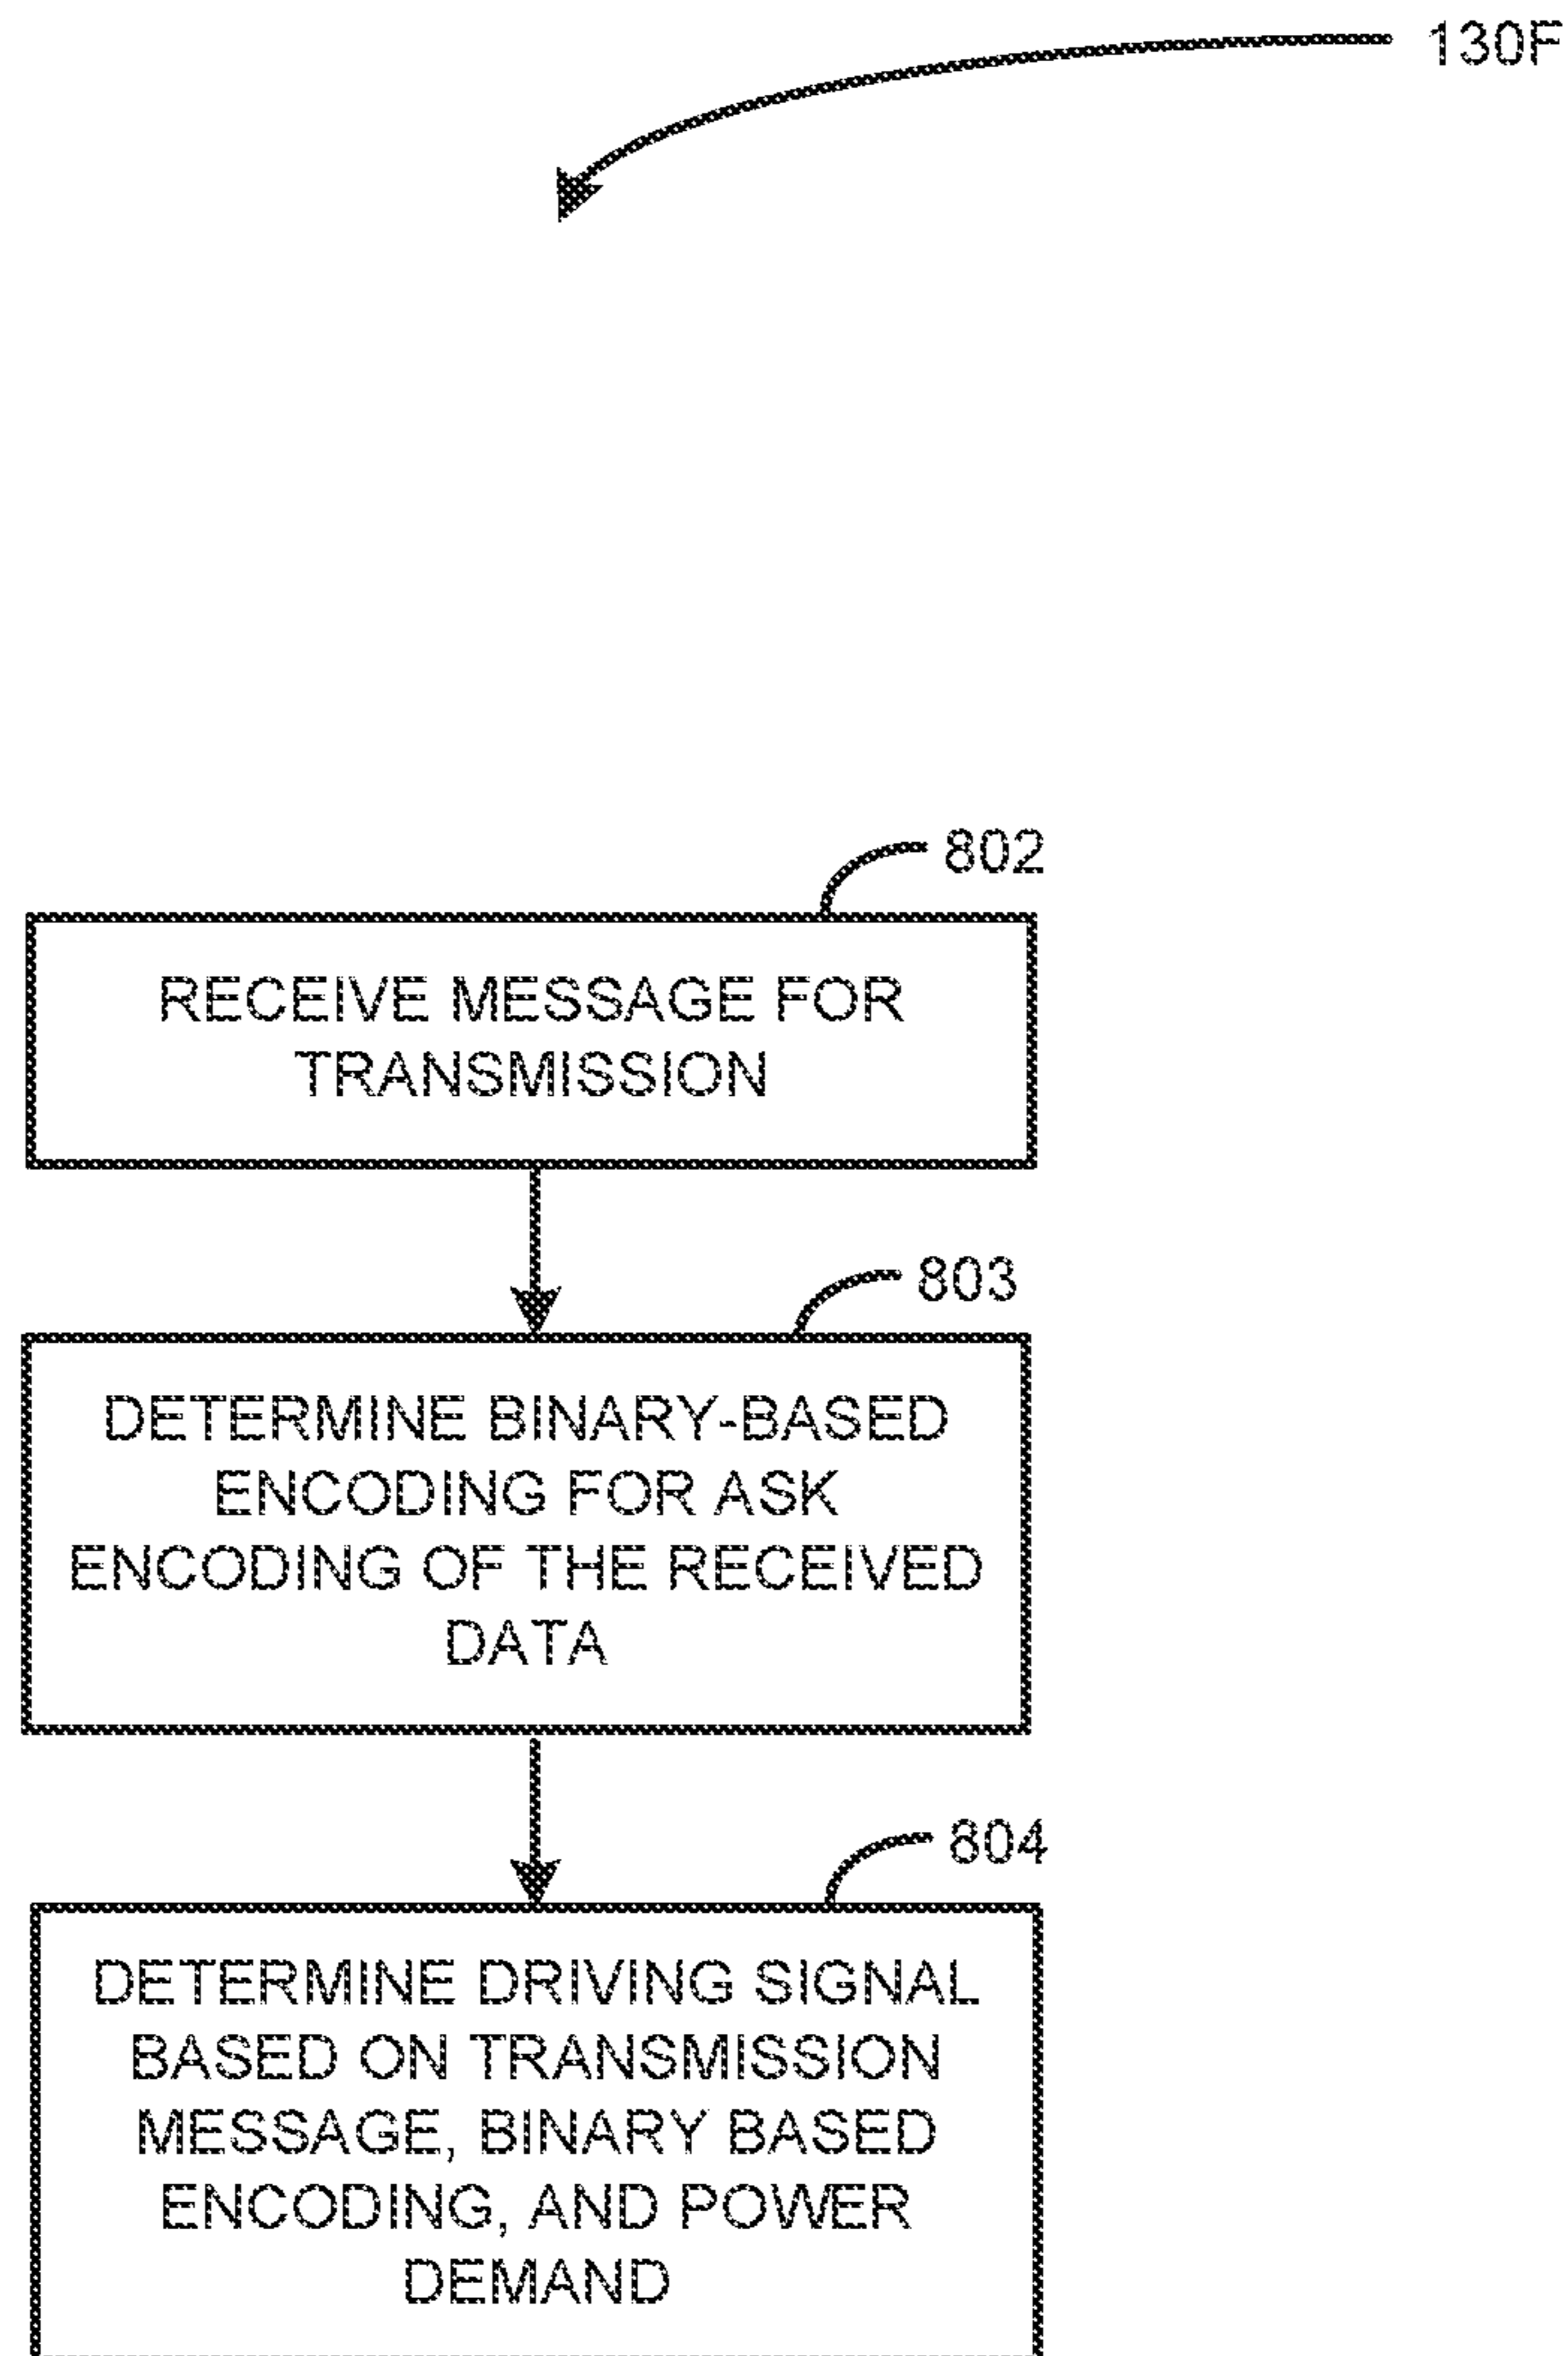 130F
802
RECEIVE MESSAGE FOR
TRANSMISSION
803
DETERMINE BINARY-BASED
ENCODING FOR ASK
ENCODING OF THE RECEIVED
DATA
804
DETERMINE DRIVING SIGNAL
BASED ON TRANSMISSION
MESSAGE, BINARY BASED
ENCODING, AND POWER
DEMAND